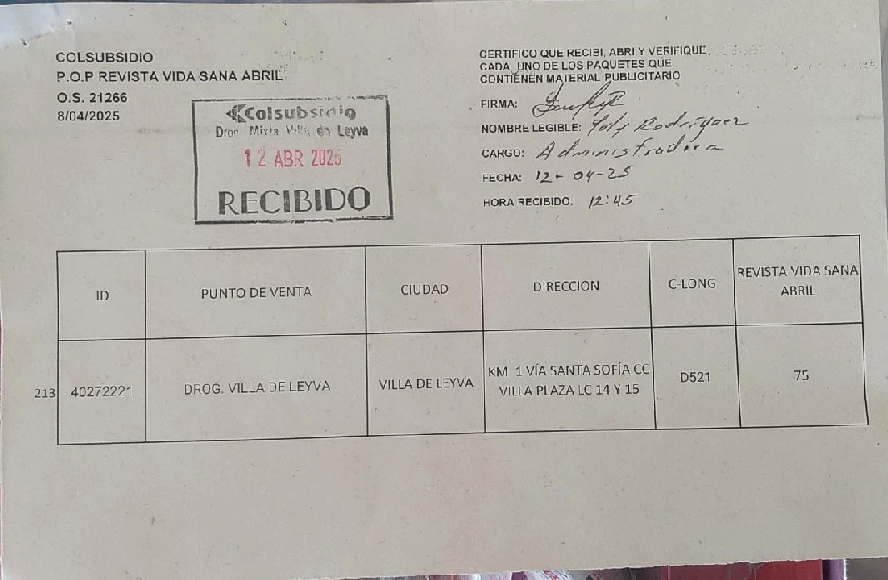 COLSUBSIDIO
P.O.P REVISTA VIDA SANA ABRIL
O.S. 21266
8/04/2025
Colsubsidio
Drog. Mixta Villa de Leyva
12 ABR 2025
RECIBIDO
CERTIFICO QUE RECIBI, ABRI Y VERIFIQUE
CADA UNO DE LOS PAQUETES QUE
CONTIENEN MATERIAL PUBLICITARIO
FIRMA:
NOMBRE LEGIBLE: Rodríguez
CARGO: Administradora
FECHA: 12-04-25
HORA RECIBIDO. 12:45
ID PUNTO DE VENTA CIUDAD DIRECCION C-LONG REVISTA VIDA SANA
ABRIL
213 40272221 DROG. VILLA DE LEYVA VILLA DE LEYVA KM 1 VÍA SANTA SOFÍA CC
VILLA PLAZA LC 14 Y 15 D521 75